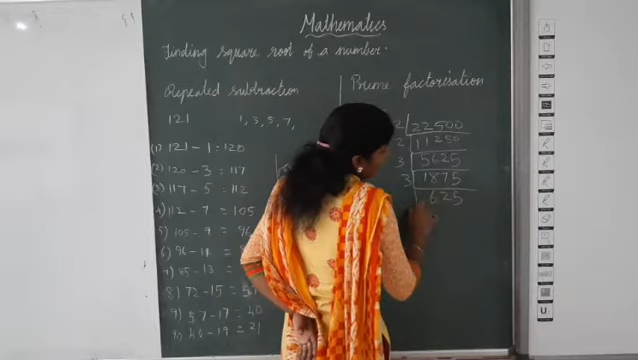 Mathematics
Finding square root of a number.
Repeated subtraction
121 1, 3, 5, 7,
(1) 121 - 1 = 120
(2) 120 - 3 = 117
(3) 117 - 5 = 112
4) 112 - 7 = 105
5) 105 - 9 = 96
6) 96 - 11 =
7) 85 - 13 =
8) 72 - 15 =
9) 57 - 17 = 40
10) 40 - 19 = 21
Prime factorisation
2 22500
2 11250
3 5625
3 1875
625